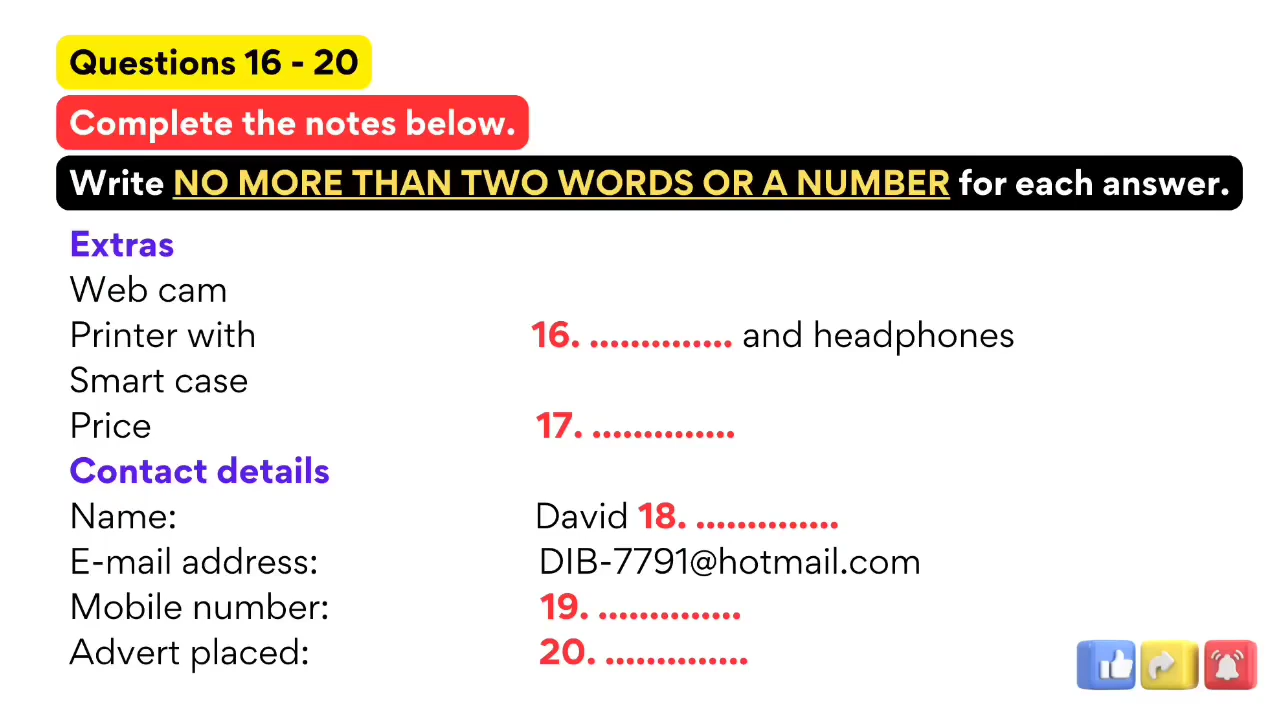 Questions 16 - 20
Complete the notes below.
Write NO MORE THAN TWO WORDS OR A NUMBER for each answer.
Extras
Web cam
Printer with 16. .............. and headphones
Smart case
Price 17. ..............
Contact details
Name: David 18. ..............
E-mail address: DIB-7791@hotmail.com
Mobile number: 19. ..............
Advert placed: 20. ..............